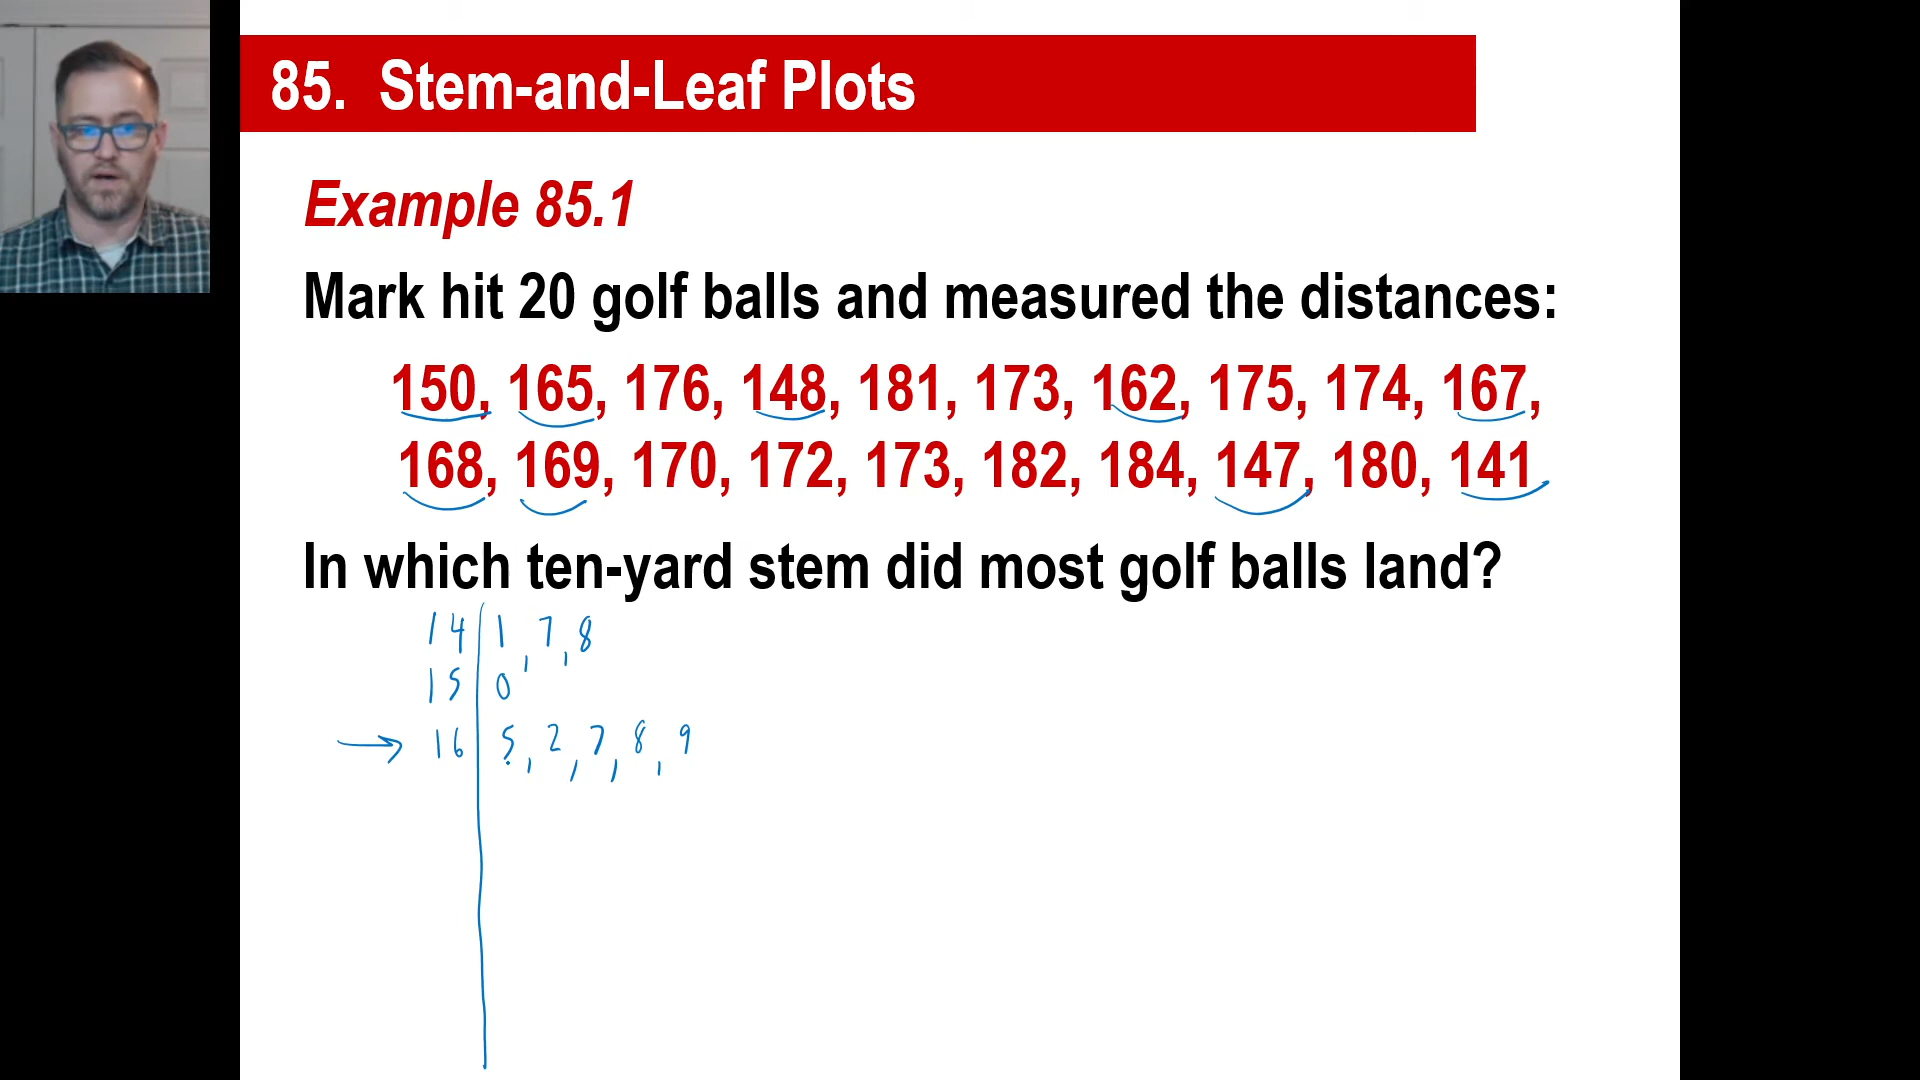 85. Stem-and-Leaf Plots
Example 85.1
Mark hit 20 golf balls and measured the distances:
150, 165, 176, 148, 181, 173, 162, 175, 174, 167,
168, 169, 170, 172, 173, 182, 184, 147, 180, 141
In which ten-yard stem did most golf balls land?
14 | 1, 7, 8
15 | 0
→ 16 | 5, 2, 7, 8, 9